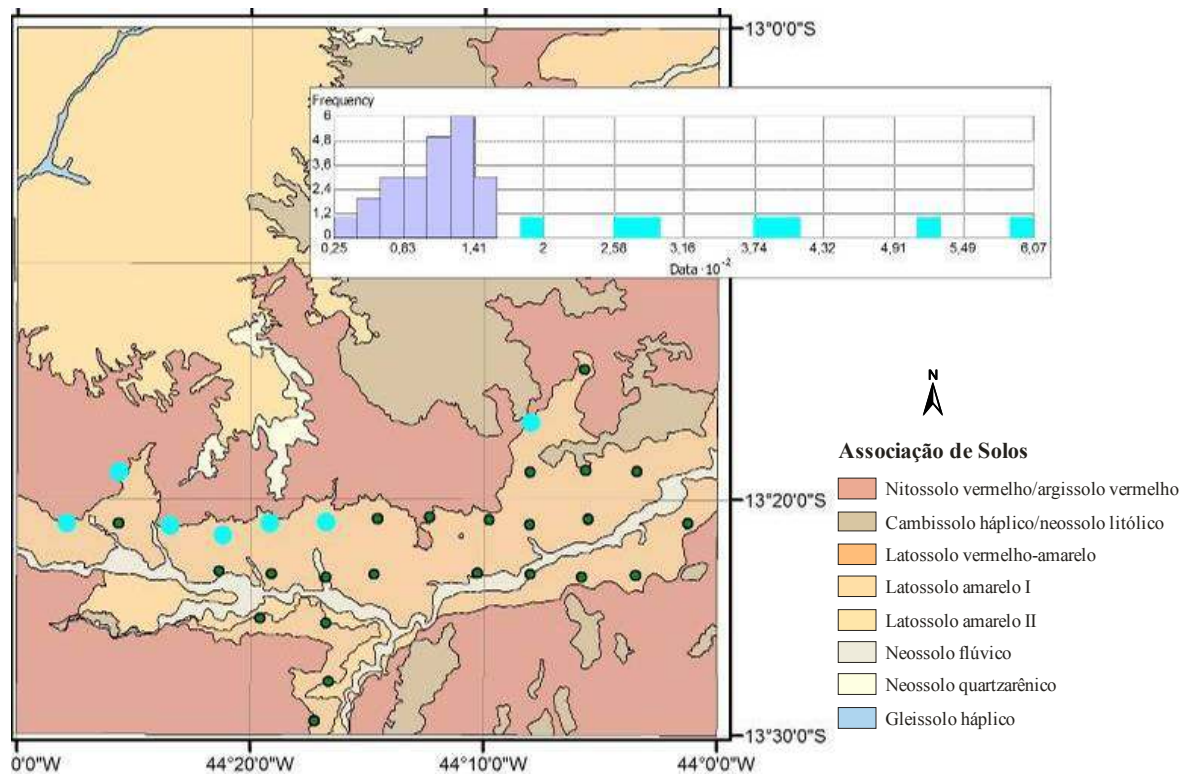 13°0'0"S
Frequency
6
4,8
3,6
2,4
1,2
0
0,25
0,83
1,41
2
2,58
3,16
3,74
4,32
4,91
5,49
6,07
Data · 10⁻²
N
Associação de Solos
Nitossolo vermelho/argissolo vermelho
13°20'0"S
Cambissolo háplico/neossolo litólico
Latossolo vermelho-amarelo
Latossolo amarelo I
Latossolo amarelo II
Neossolo flúvico
Neossolo quartzarênico
Gleissolo háplico
13°30'0"S
0'0"W
44°20'0"W
44°10'0"W
44°0'0"W